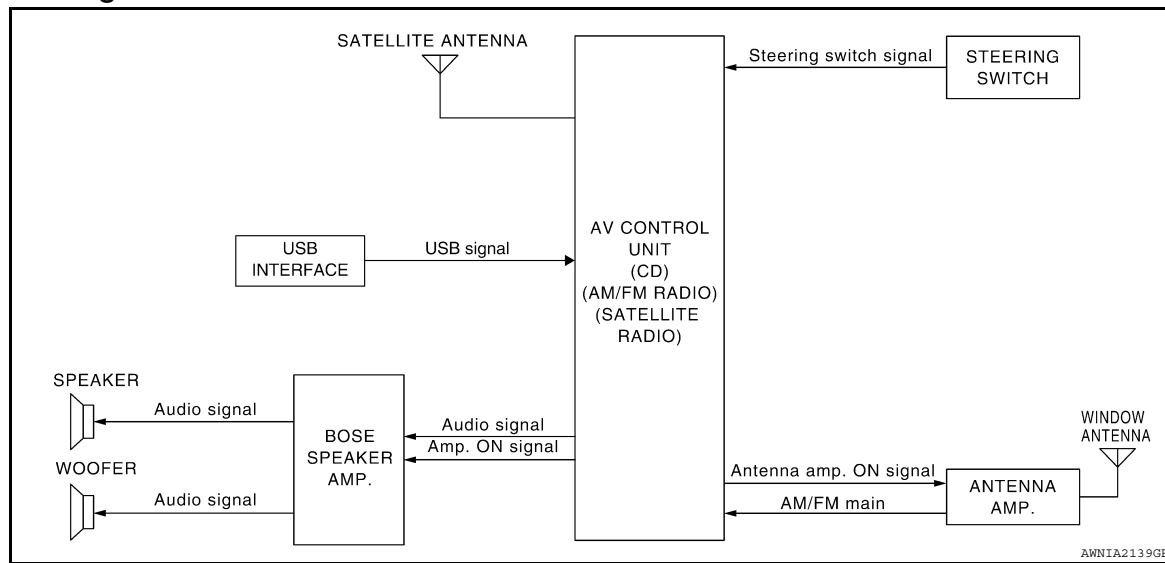 SATELLITE ANTENNA
Steering switch signal
STEERING
SWITCH
USB
INTERFACE
USB signal
AV CONTROL
UNIT
(CD)
(AM/FM RADIO)
(SATELLITE
RADIO)
SPEAKER
Audio signal
WOOFER
Audio signal
BOSE
SPEAKER
AMP.
Audio signal
Amp. ON signal
WINDOW
ANTENNA
Antenna amp. ON signal
AM/FM main
ANTENNA
AMP.